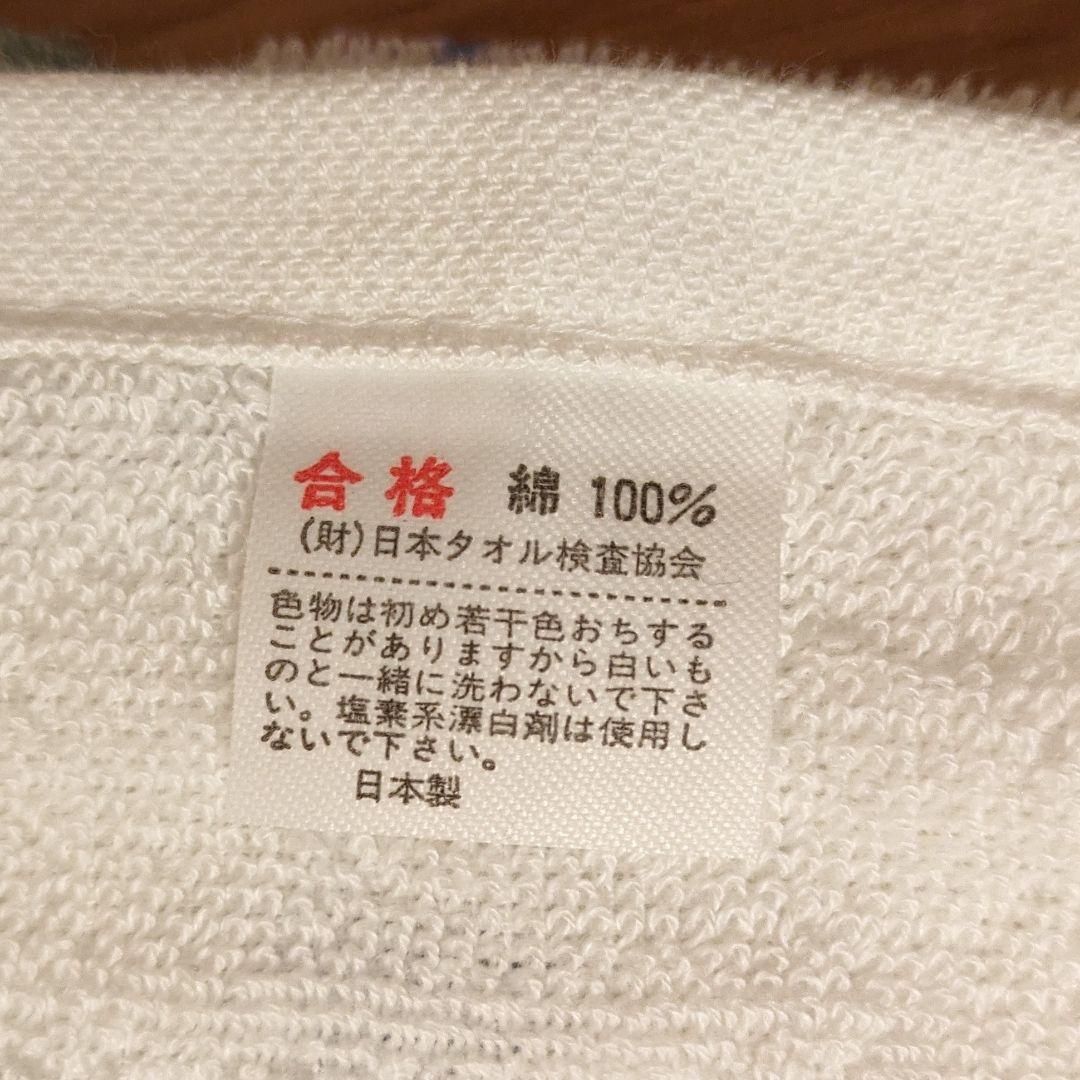 合格 綿 100%
(財)日本タオル検査協会
色物は初め若干色おちする
ことがありますから白いも
のと一緒に洗わないで下さ
い。塩素系漂白剤は使用し
ないで下さい。
日本製